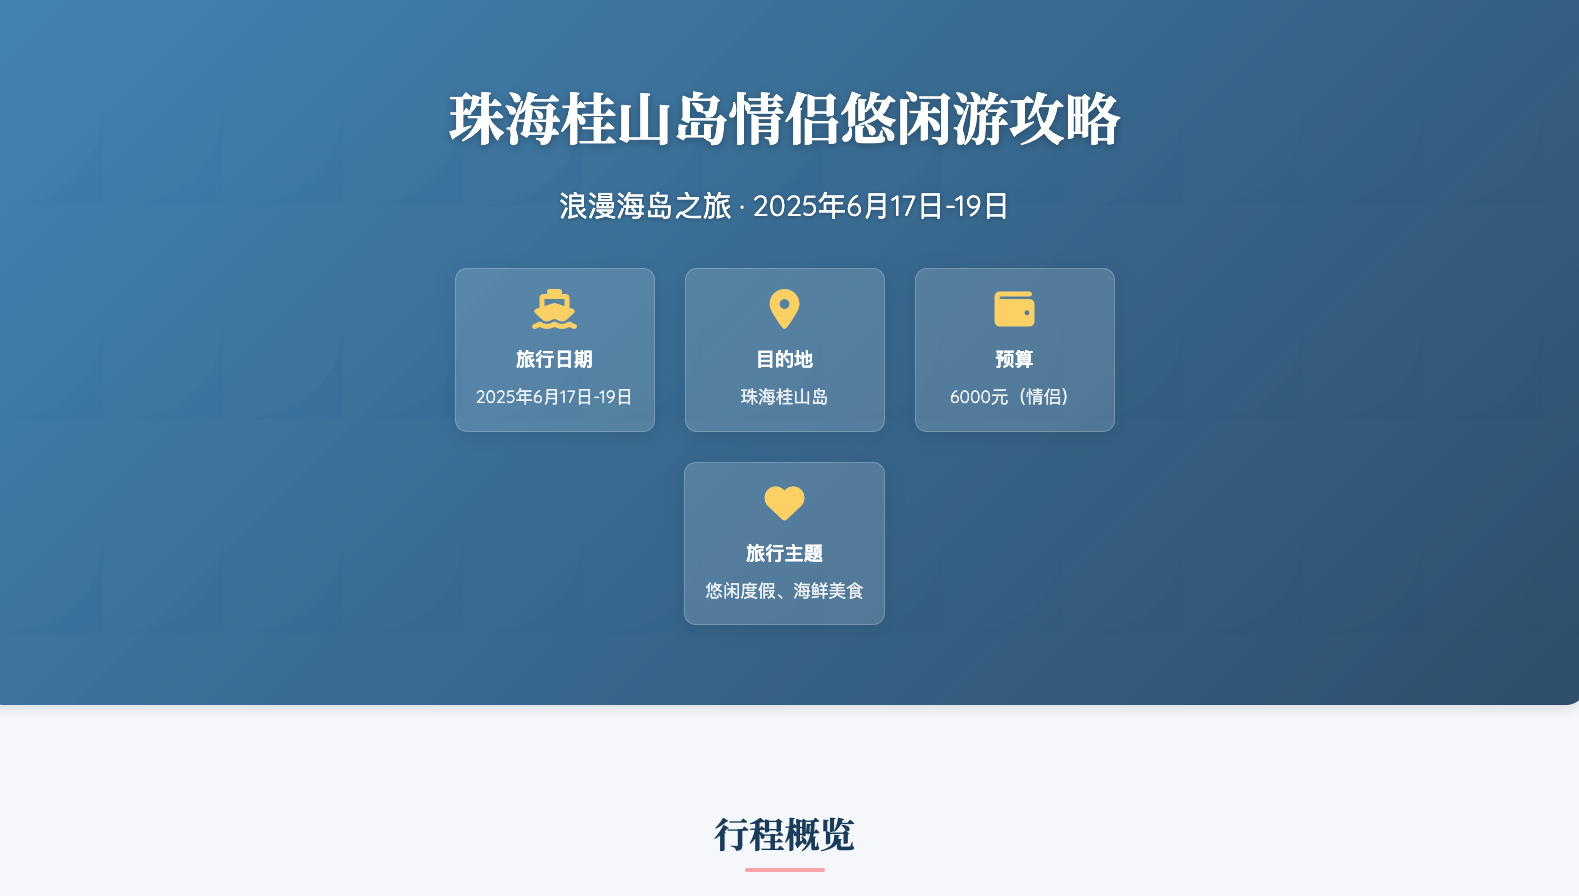 珠海桂山岛情侣悠闲游攻略
浪漫海岛之旅 · 2025年6月17日-19日
旅行日期
2025年6月17日-19日
目的地
珠海桂山岛
预算
6000元（情侣）
旅行主题
悠闲度假、海鲜美食
行程概览